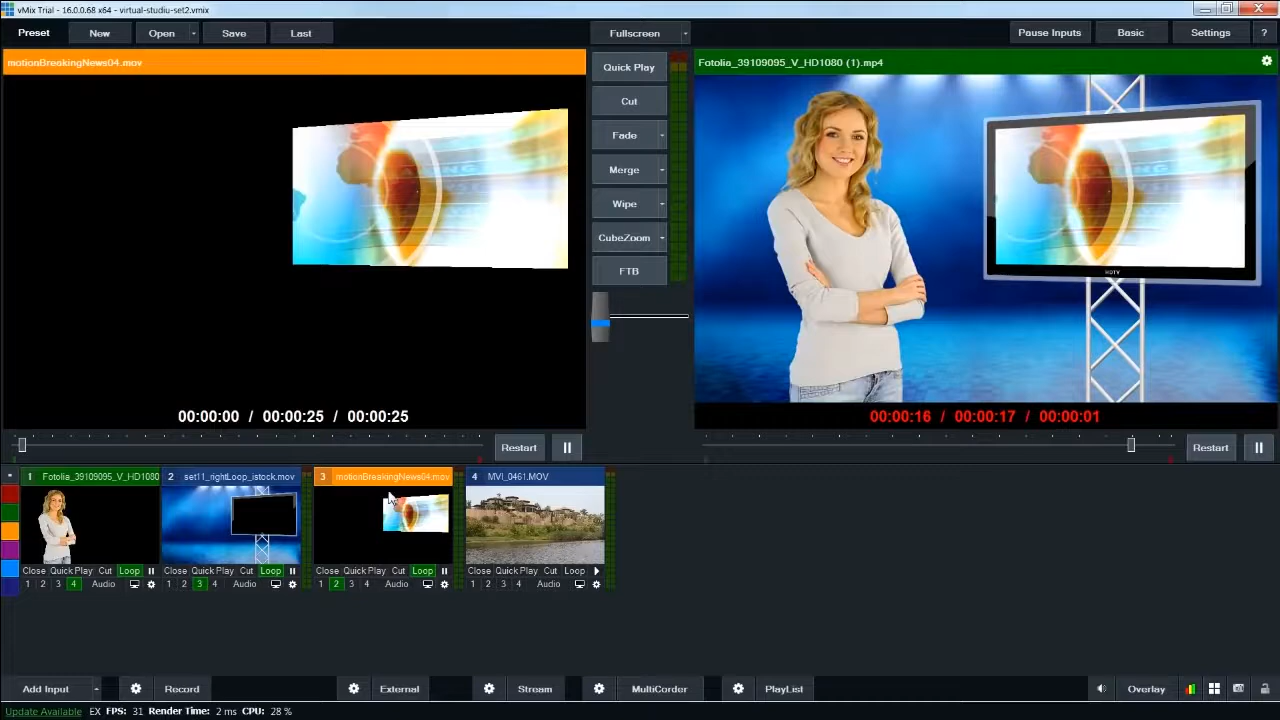 vMix Trial - 16.0.0.68 x64 - virtual-studiu-set2.vmix
Preset New Open Save Last Fullscreen Pause Inputs Basic Settings ?
motionBreakingNews04.mov
Fotolia_39109095_V_HD1080 (1).mp4
Quick Play
Cut
Fade
Merge
Wipe
CubeZoom
FTB
HDTV
00:00:00 / 00:00:25 / 00:00:25
00:00:16 / 00:00:17 / 00:00:01
Restart
Restart
1 Fotolia_39109095_V_HD1080
2 set11_rightLoop_istock.mov
3 motionBreakingNews04.mov
4 MVI_0461.MOV
Close Quick Play Cut Loop
Close Quick Play Cut Loop
Close Quick Play Cut Loop
Close Quick Play Cut Loop
1 2 3 4 Audio
1 2 3 4 Audio
1 2 3 4 Audio
1 2 3 4 Audio
Add Input Record External Stream MultiCorder PlayList Overlay
Update Available EX FPS: 31 Render Time: 2 ms CPU: 28 %